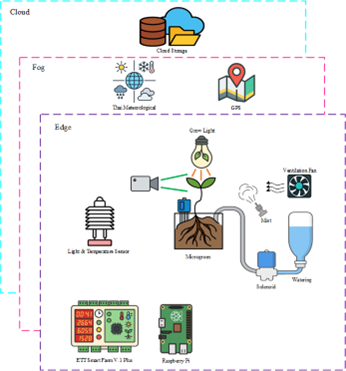 Cloud
Cloud Storage
Fog
Thai Meteorological
GPS
Edge
Grow Light
Ventilation Fan
Mist
Light & Temperature Sensor
Microgreen
Solenoid
Watering
ETT Smart Farm V.1 Plus
Raspberry Pi